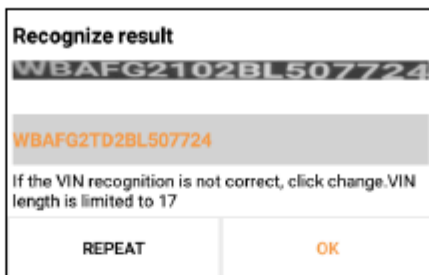 Recognize result
WBAFG2102BL507724
WBAFG2TD2BL507724
If the VIN recognition is not correct, click change.VIN
length is limited to 17
REPEAT
OK